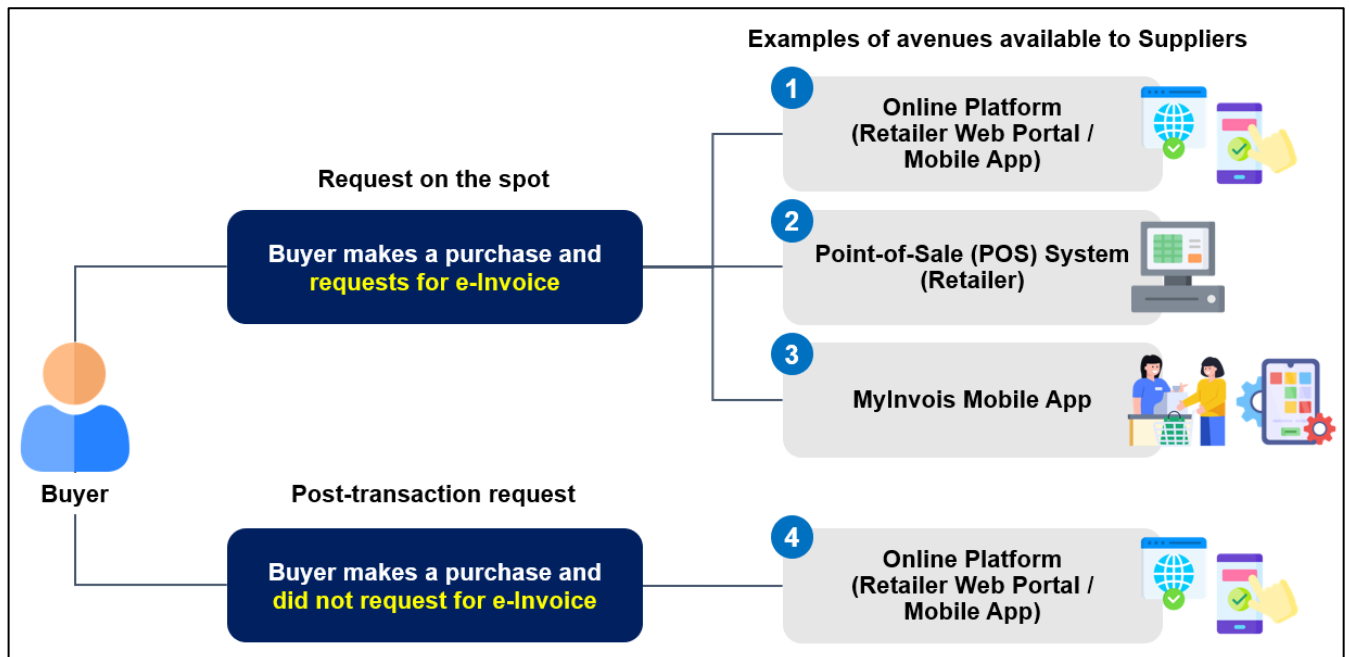 Examples of avenues available to Suppliers
1
Online Platform
(Retailer Web Portal /
Mobile App)
Request on the spot
Buyer makes a purchase and
requests for e-Invoice
2
Point-of-Sale (POS) System
(Retailer)
3
MyInvois Mobile App
Buyer
Post-transaction request
Buyer makes a purchase and
did not request for e-Invoice
4
Online Platform
(Retailer Web Portal /
Mobile App)